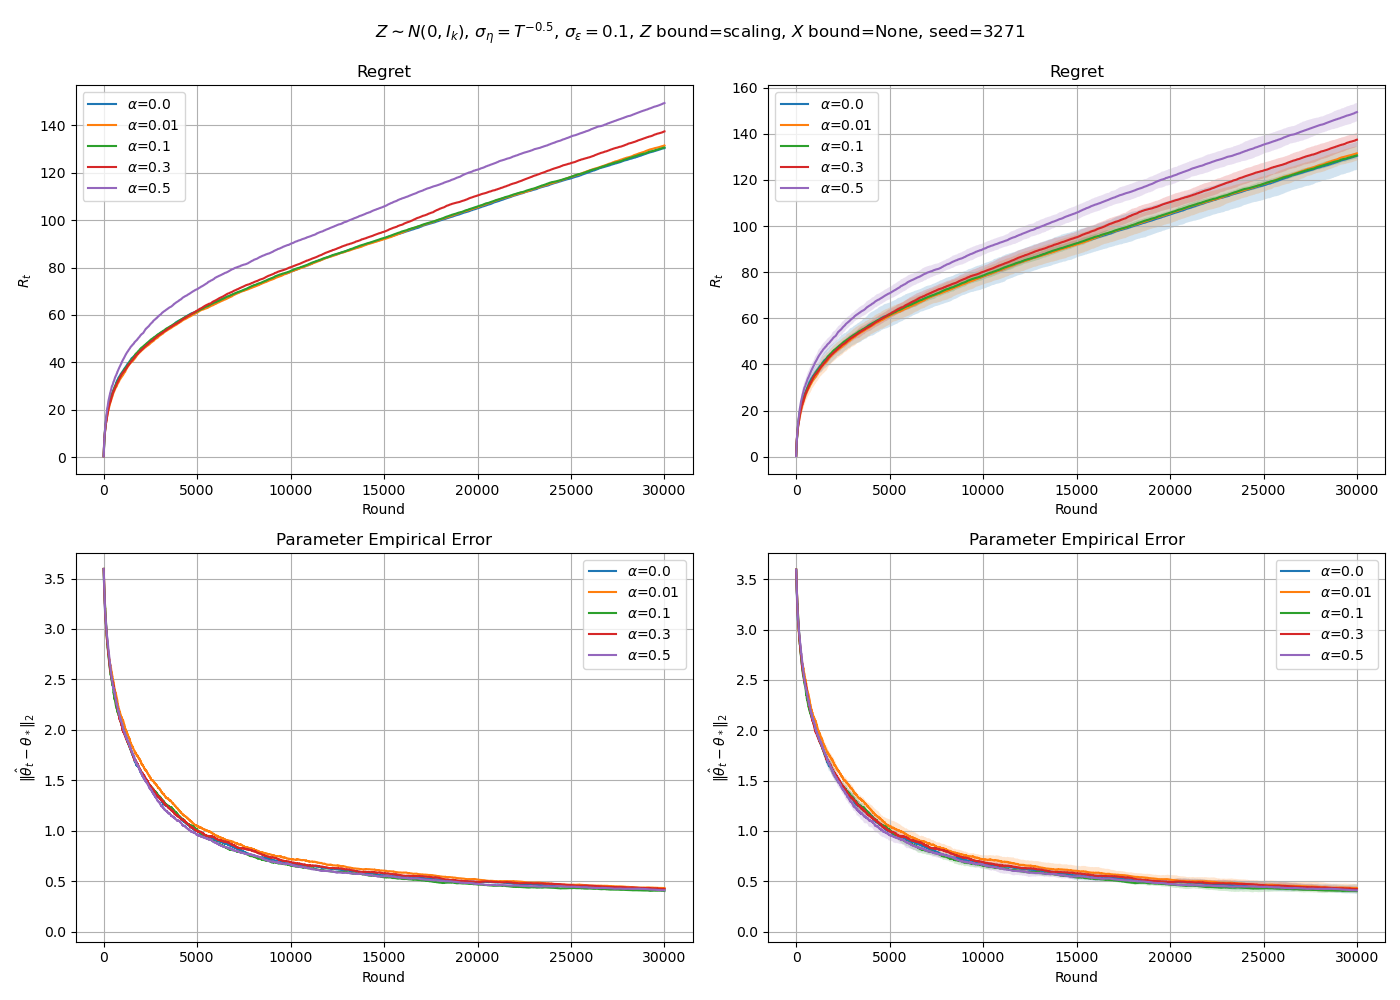 Z ∼ N(0, I_k), σ_η = T^{−0.5}, σ_ε = 0.1, Z bound=scaling, X bound=None, seed=3271
Regret
R_t
140
120
100
80
60
40
20
0
α=0.0
α=0.01
α=0.1
α=0.3
α=0.5
0 5000 10000 15000 20000 25000 30000
Round
Regret
R_t
160
140
120
100
80
60
40
20
0
α=0.0
α=0.01
α=0.1
α=0.3
α=0.5
0 5000 10000 15000 20000 25000 30000
Round
Parameter Empirical Error
‖θ̂_t − θ_*‖_2
3.5
3.0
2.5
2.0
1.5
1.0
0.5
0.0
α=0.0
α=0.01
α=0.1
α=0.3
α=0.5
0 5000 10000 15000 20000 25000 30000
Round
Parameter Empirical Error
‖θ̂_t − θ_*‖_2
3.5
3.0
2.5
2.0
1.5
1.0
0.5
0.0
α=0.0
α=0.01
α=0.1
α=0.3
α=0.5
0 5000 10000 15000 20000 25000 30000
Round